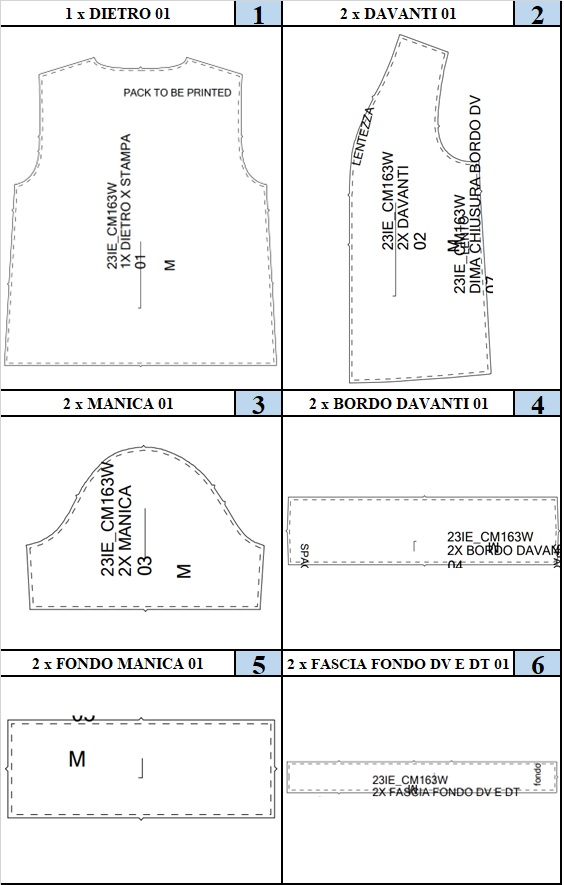 1 x DIETRO 01
1
PACK TO BE PRINTED
23IE_CM163W
1X DIETRO X STAMPA
01
M
2 x DAVANTI 01
2
LENTEZZA
23IE_CM163W
2X DAVANTI
02
M
23IE_CM163W
DIMA CHIUSURA BORDO DV
07
2 x MANICA 01
3
23IE_CM163W
2X MANICA
03
M
2 x BORDO DAVANTI 01
4
23IE_CM163W
2X BORDO DAVAN
M
04
2 x FONDO MANICA 01
5
M
2 x FASCIA FONDO DV E DT 01
6
23IE_CM163W
2X FASCIA FONDO DV E DT
M
fondo